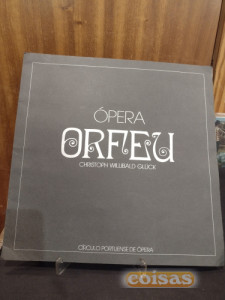 ÓPERA
ORFEU
CHRISTOPH WILLIBALD GLUCK
CÍRCULO PORTUENSE DE ÓPERA
coisas